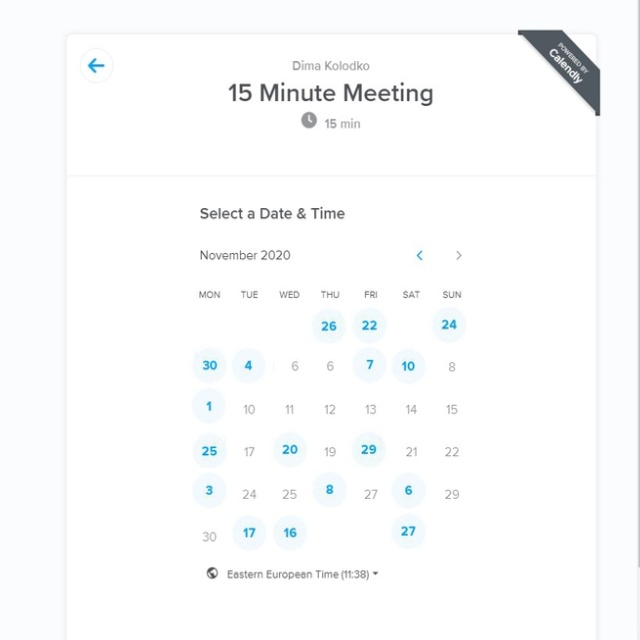 POWERED BY
Calendly
Dima Kolodko
15 Minute Meeting
15 min
Select a Date & Time
November 2020
MON TUE WED THU FRI SAT SUN
26 22 24
30 4 6 6 7 10 8
1 10 11 12 13 14 15
25 17 20 19 29 21 22
3 24 25 8 27 6 29
30 17 16 27
Eastern European Time (11:38)